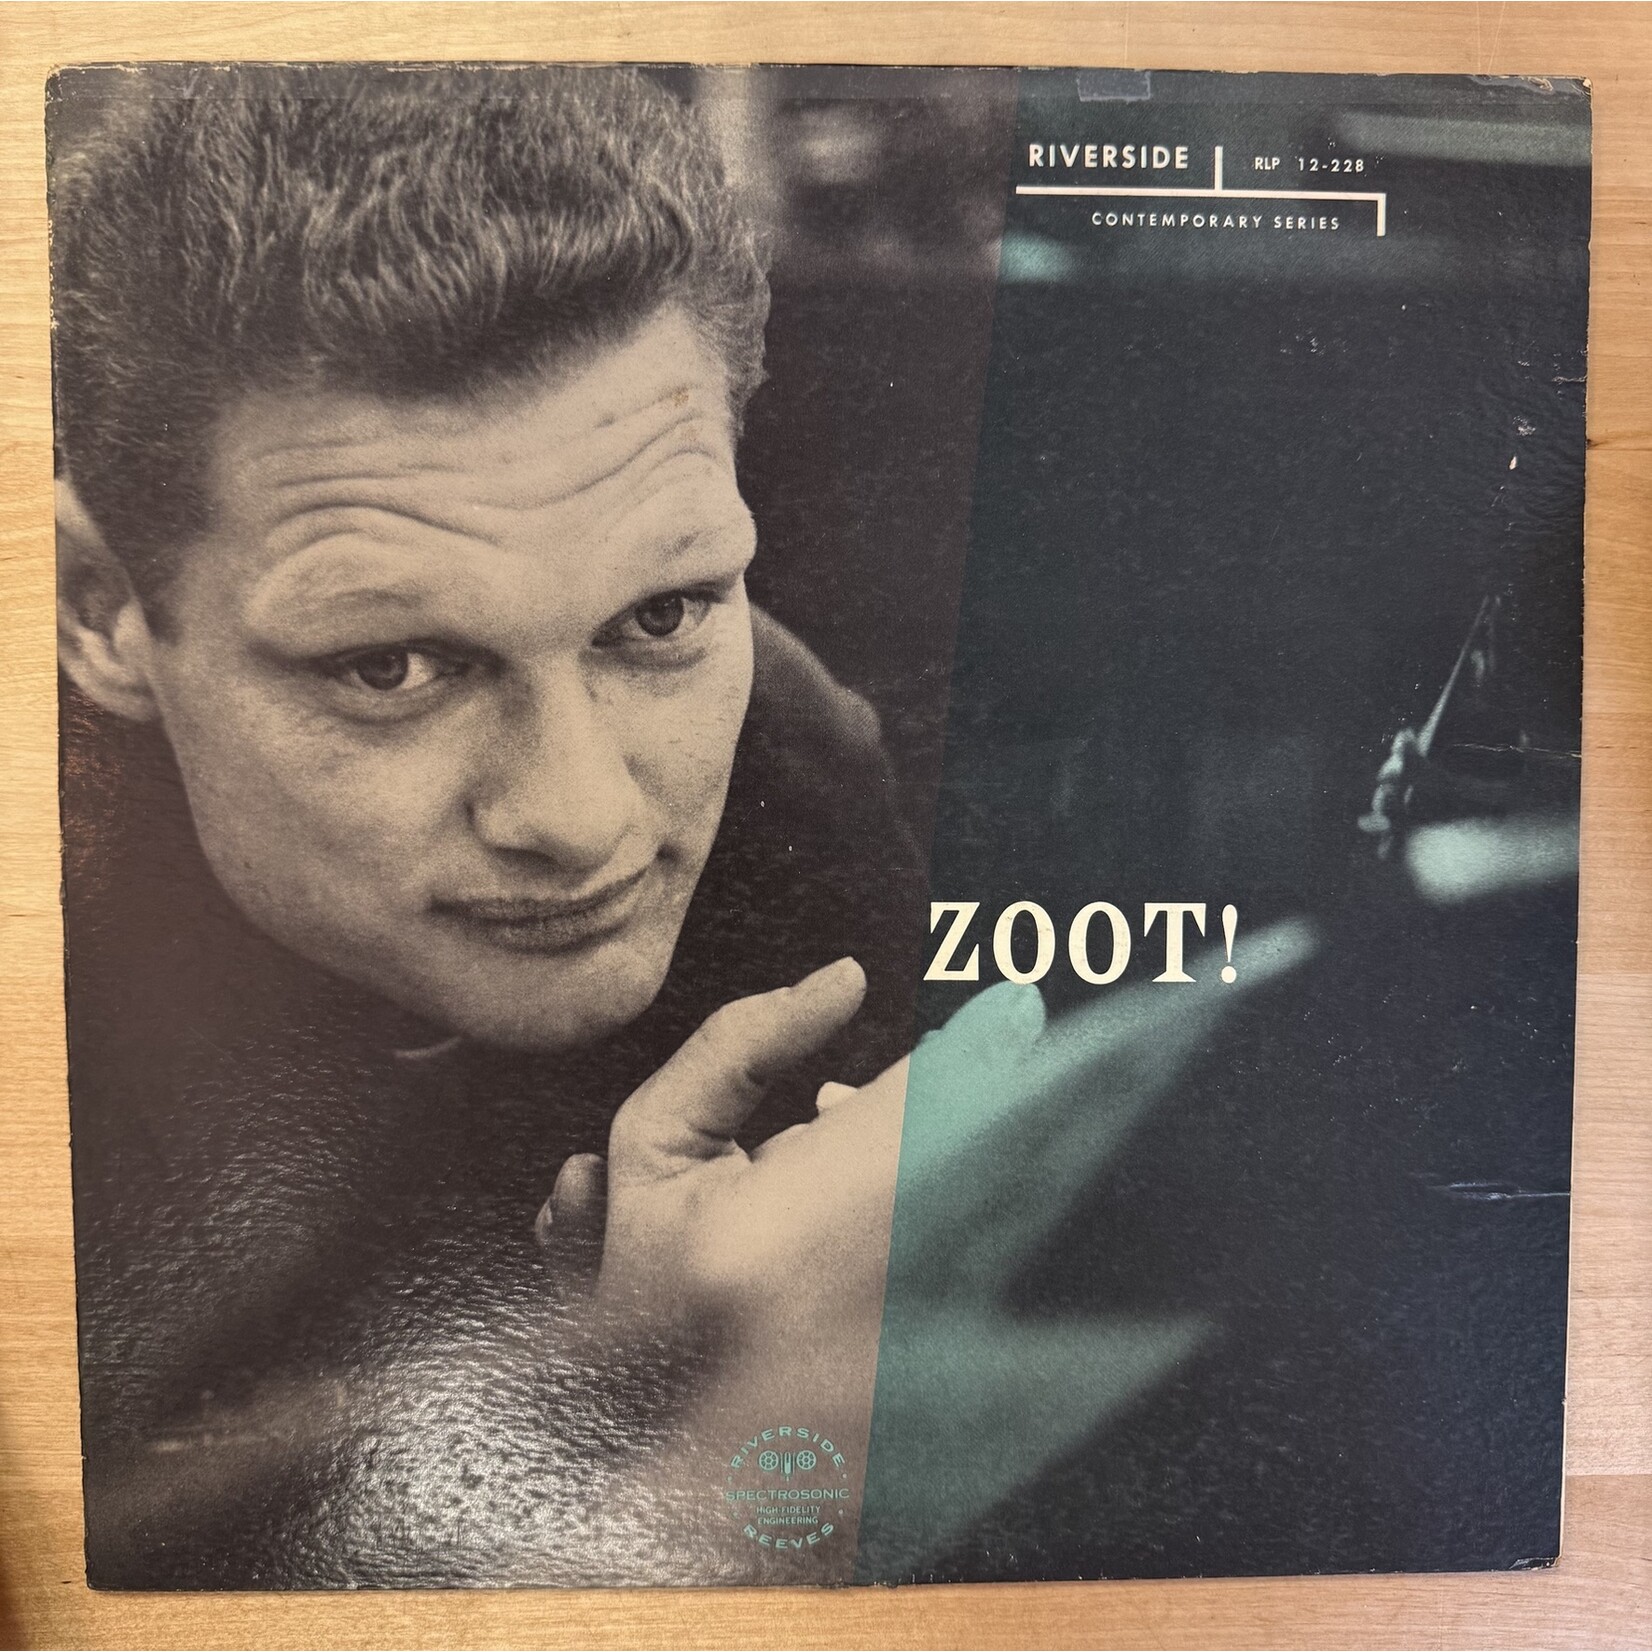 RIVERSIDE
RLP 12-228
CONTEMPORARY SERIES
ZOOT!
RIVERSIDE
SPECTROSONIC
HIGH FIDELITY
ENGINEERING
REEVES